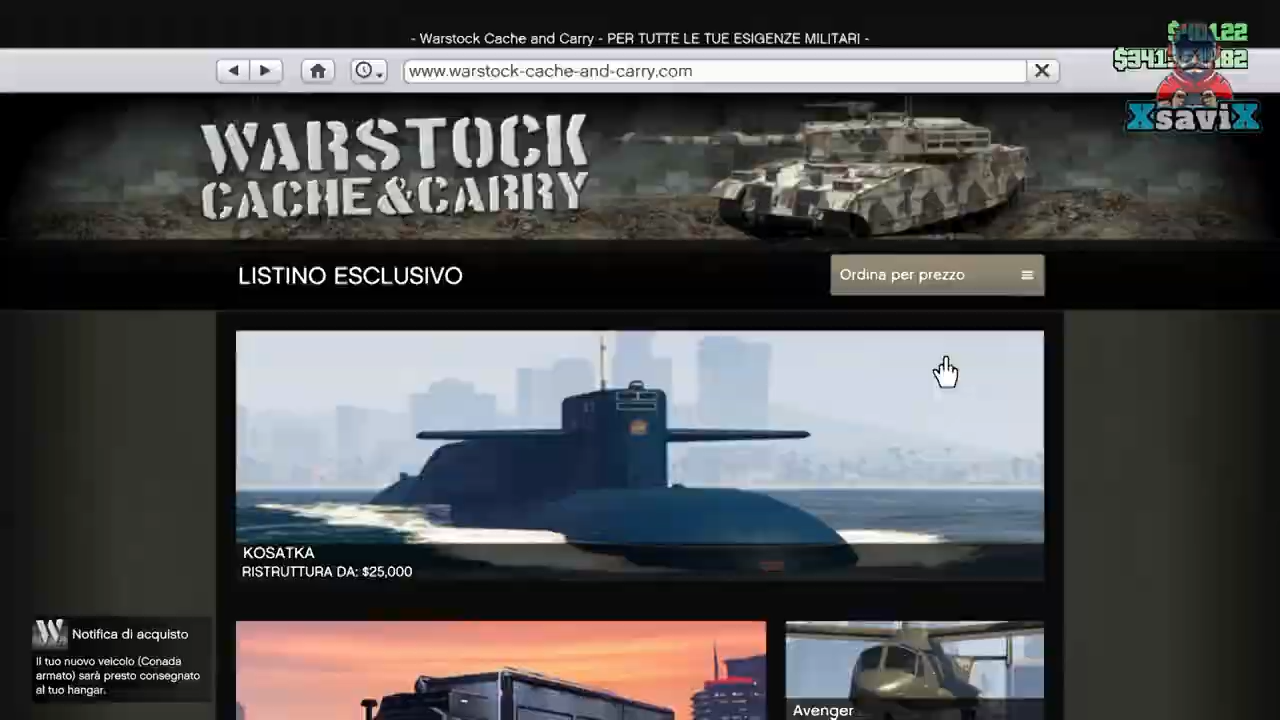 - Warstock Cache and Carry - PER TUTTE LE TUE ESIGENZE MILITARI -
www.warstock-cache-and-carry.com
XsaviX
WARSTOCK
CACHE&CARRY
LISTINO ESCLUSIVO
Ordina per prezzo
KOSATKA
RISTRUTTURA DA: $25,000
W Notifica di acquisto
Il tuo nuovo veicolo (Conada
armato) sarà presto consegnato
al tuo hangar.
Avenger